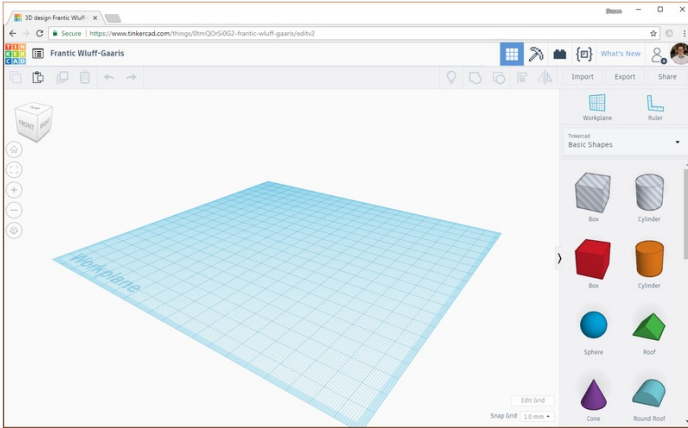 3D design Frantic Wluff-
Secure
https://www.tinkercad.com/things/0tmQOrSi0G2-frantic-wluff-gaaris/editv2
TIN
KER
CAD
Frantic Wluff-Gaaris
What's New
Import
Export
Share
FRONT
Workplane
Ruler
Tinkercad
Basic Shapes
Box
Cylinder
Box
Cylinder
Sphere
Roof
Cone
Round Roof
Workplane
Edit Grid
Snap Grid
1.0 mm